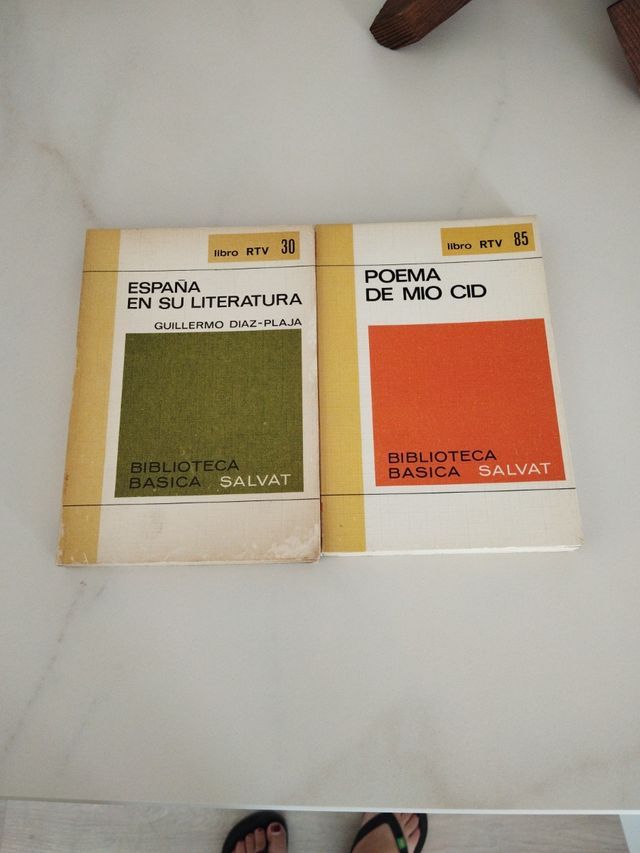 libro RTV 30
ESPAÑA
EN SU LITERATURA
GUILLERMO DIAZ-PLAJA
BIBLIOTECA
BASICA SALVAT
libro RTV 85
POEMA
DE MIO CID
BIBLIOTECA
BASICA SALVAT